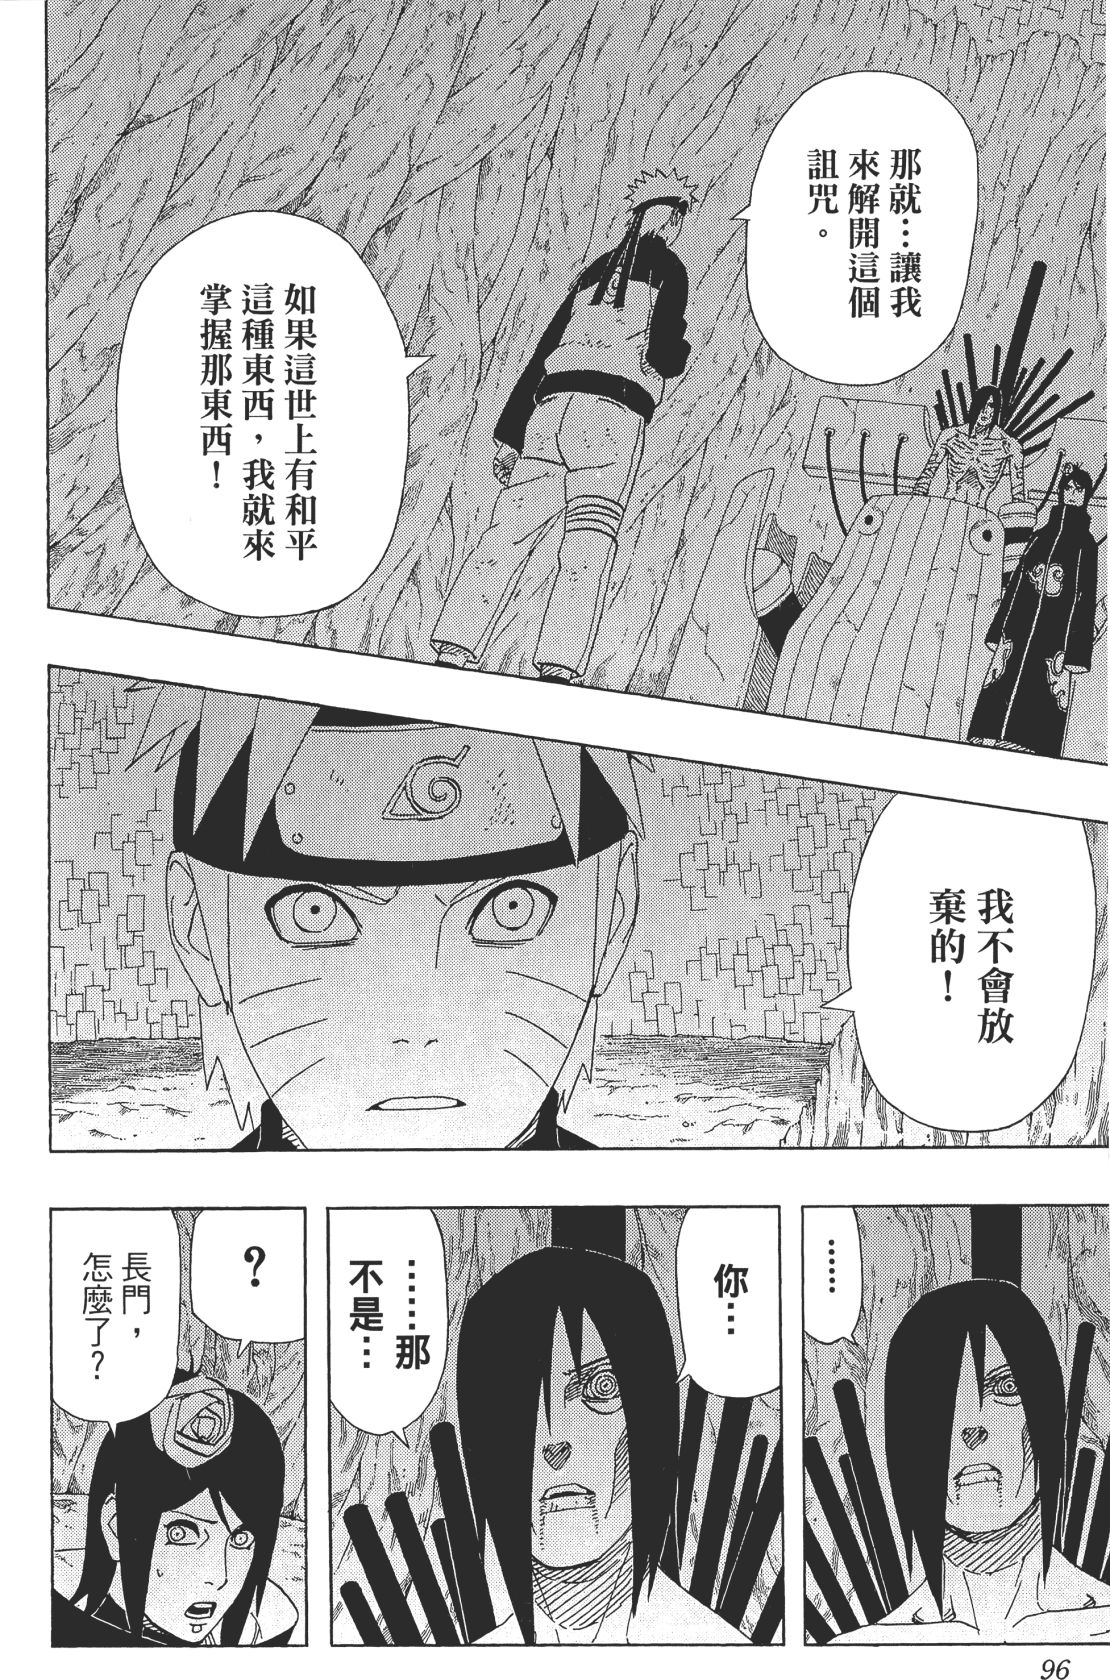 那就…讓我
來解開這個
詛咒。
如果這世上有和平
這種東西，我就來
掌握那東西！
我不會放
棄的！
……
你…
……那
不是…
？
長門，
怎麼了？
96